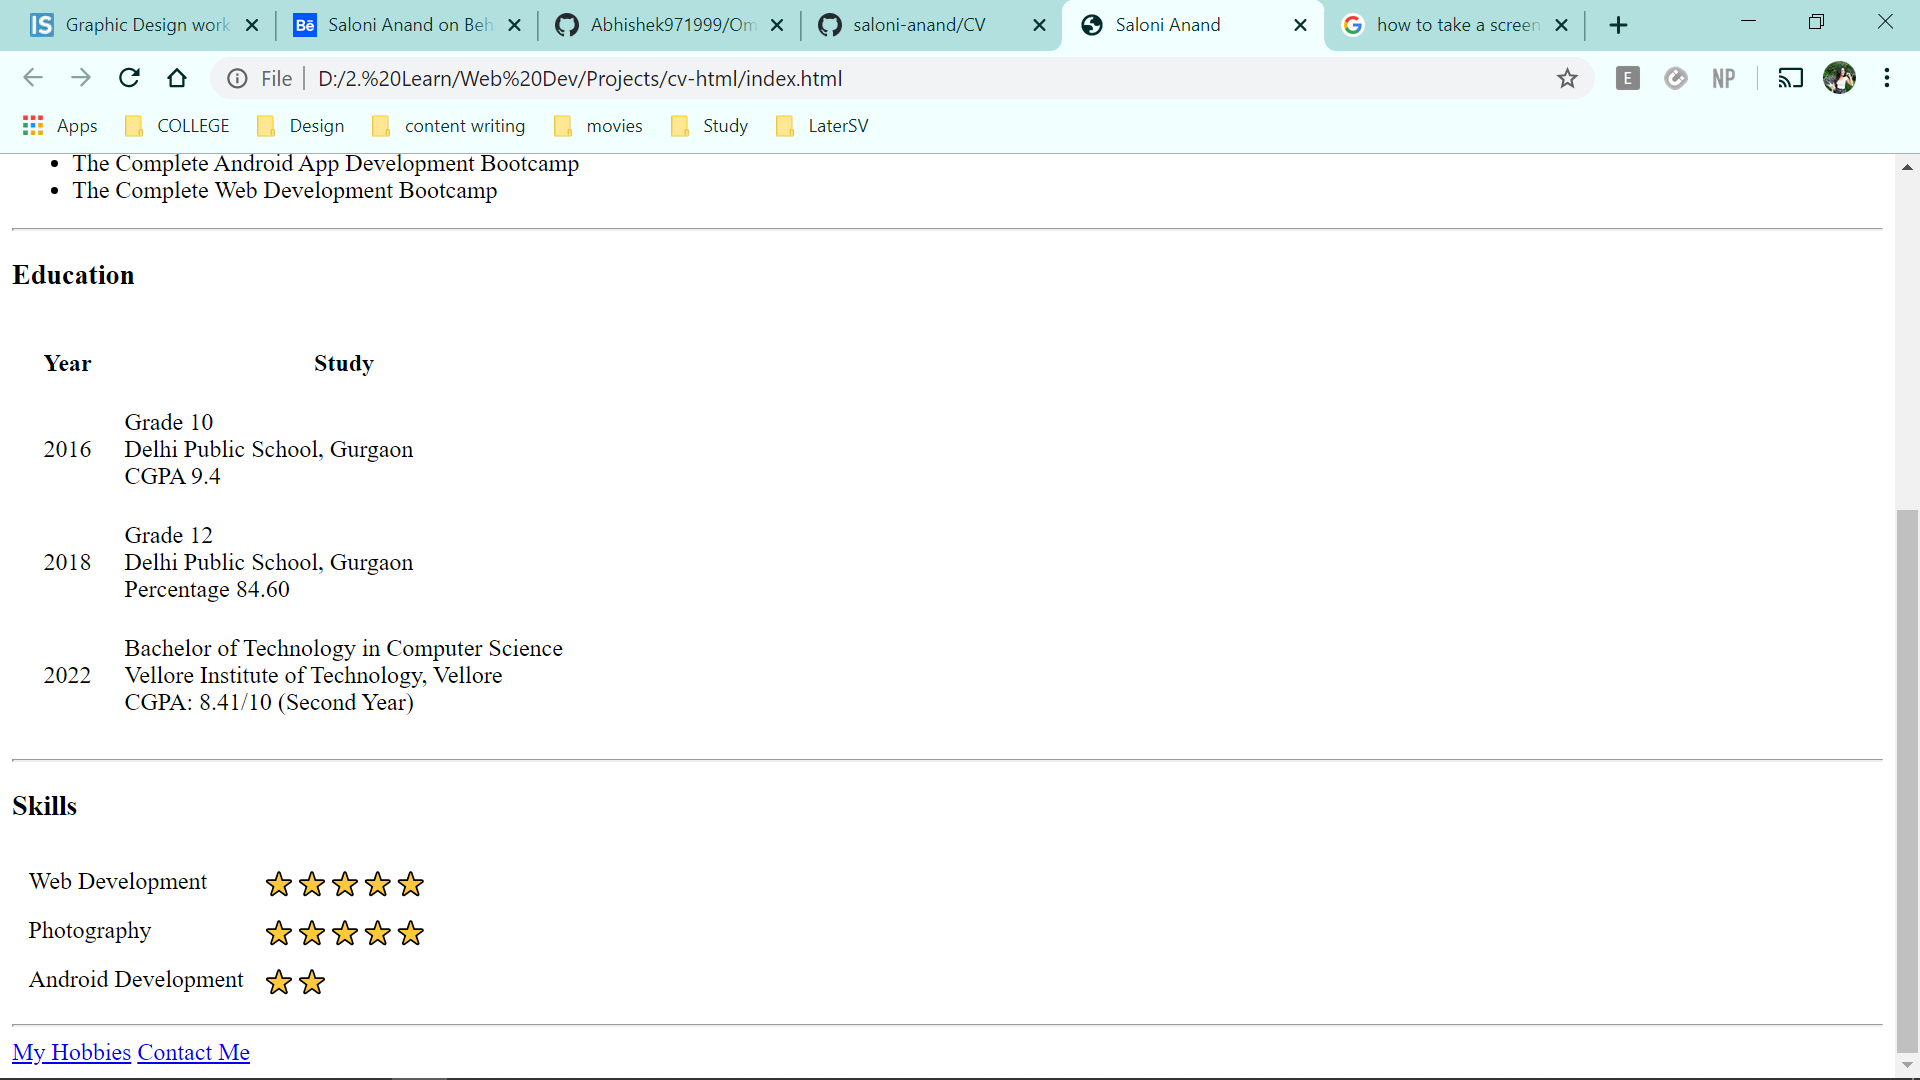 Graphic Design work
Saloni Anand on Beh
Abhishek971999/Om
saloni-anand/CV
Saloni Anand
how to take a screen
File
D:/2.%20Learn/Web%20Dev/Projects/cv-html/index.html
E
NP
Apps
COLLEGE
Design
content writing
movies
Study
LaterSV
The Complete Android App Development Bootcamp
The Complete Web Development Bootcamp
Education
Year Study
2016
Grade 10
Delhi Public School, Gurgaon
CGPA 9.4
2018
Grade 12
Delhi Public School, Gurgaon
Percentage 84.60
2022
Bachelor of Technology in Computer Science
Vellore Institute of Technology, Vellore
CGPA: 8.41/10 (Second Year)
Skills
Web Development
Photography
Android Development
My Hobbies Contact Me